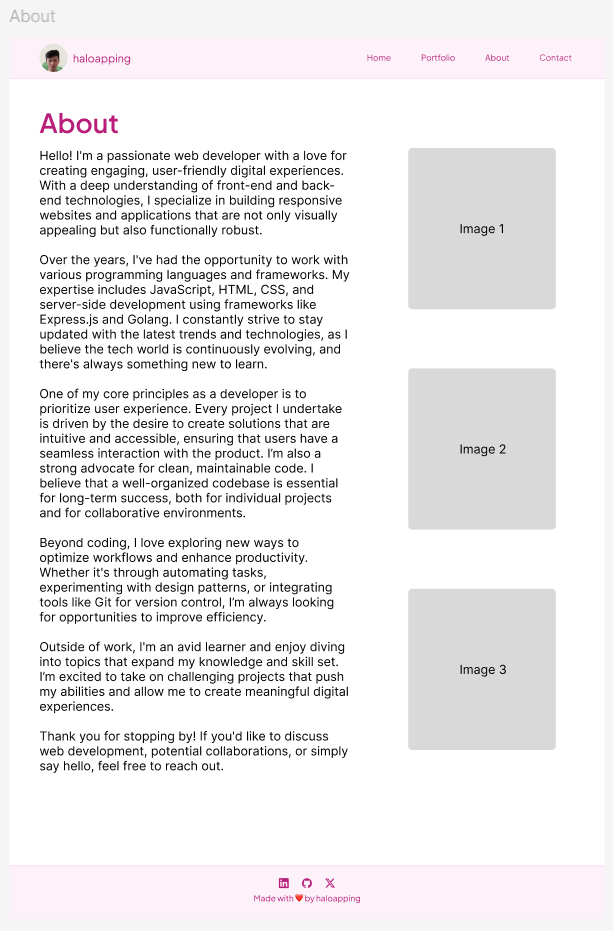 About
haloapping
Home
Portfolio
About
Contact
About
Hello! I'm a passionate web developer with a love for
creating engaging, user-friendly digital experiences.
With a deep understanding of front-end and back-
end technologies, I specialize in building responsive
websites and applications that are not only visually
appealing but also functionally robust.
Over the years, I've had the opportunity to work with
various programming languages and frameworks. My
expertise includes JavaScript, HTML, CSS, and
server-side development using frameworks like
Express.js and Golang. I constantly strive to stay
updated with the latest trends and technologies, as I
believe the tech world is continuously evolving, and
there's always something new to learn.
One of my core principles as a developer is to
prioritize user experience. Every project I undertake
is driven by the desire to create solutions that are
intuitive and accessible, ensuring that users have a
seamless interaction with the product. I'm also a
strong advocate for clean, maintainable code. I
believe that a well-organized codebase is essential
for long-term success, both for individual projects
and for collaborative environments.
Beyond coding, I love exploring new ways to
optimize workflows and enhance productivity.
Whether it's through automating tasks,
experimenting with design patterns, or integrating
tools like Git for version control, I'm always looking
for opportunities to improve efficiency.
Outside of work, I'm an avid learner and enjoy diving
into topics that expand my knowledge and skill set.
I'm excited to take on challenging projects that push
my abilities and allow me to create meaningful digital
experiences.
Thank you for stopping by! If you'd like to discuss
web development, potential collaborations, or simply
say hello, feel free to reach out.
Image 1
Image 2
Image 3
Made with ❤️ by haloapping